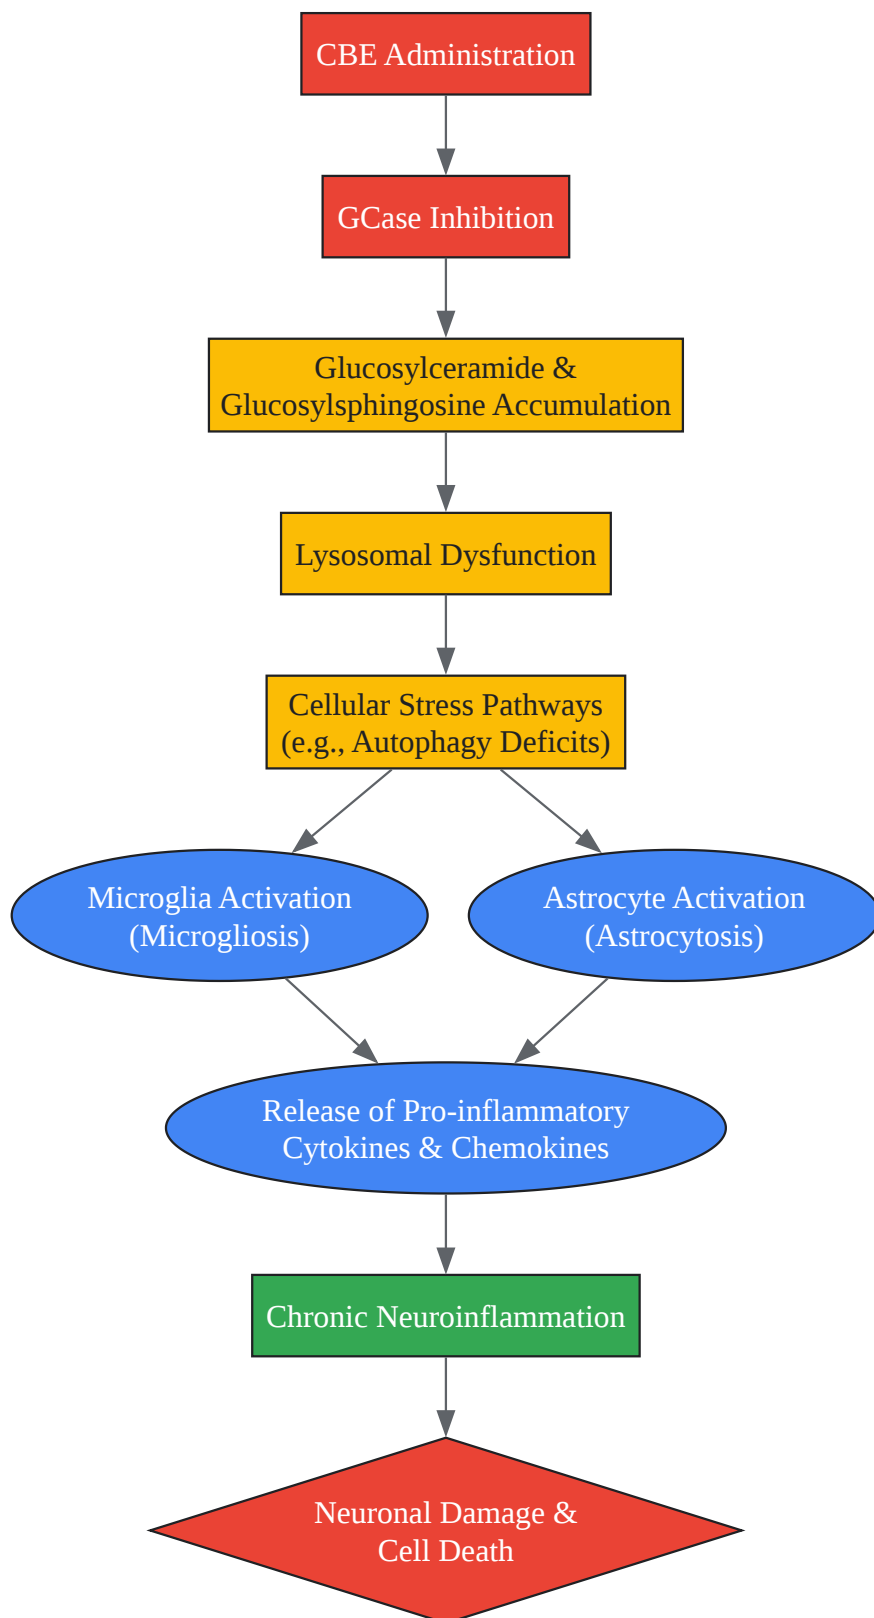 CBE Administration
GCase Inhibition
Glucosylceramide &
Glucosylsphingosine Accumulation
Lysosomal Dysfunction
Cellular Stress Pathways
(e.g., Autophagy Deficits)
Microglia Activation
(Microgliosis)
Astrocyte Activation
(Astrocytosis)
Release of Pro-inflammatory
Cytokines & Chemokines
Chronic Neuroinflammation
Neuronal Damage &
Cell Death